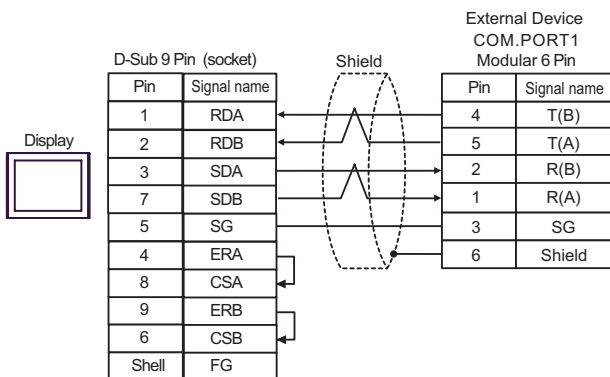 External Device
COM.PORT1
D-Sub 9 Pin (socket) Shield Modular 6 Pin
Pin Signal name Pin Signal name
1 RDA 4 T(B)
Display 2 RDB 5 T(A)
3 SDA 2 R(B)
7 SDB 1 R(A)
5 SG 3 SG
4 ERA 6 Shield
8 CSA
9 ERB
6 CSB
Shell FG